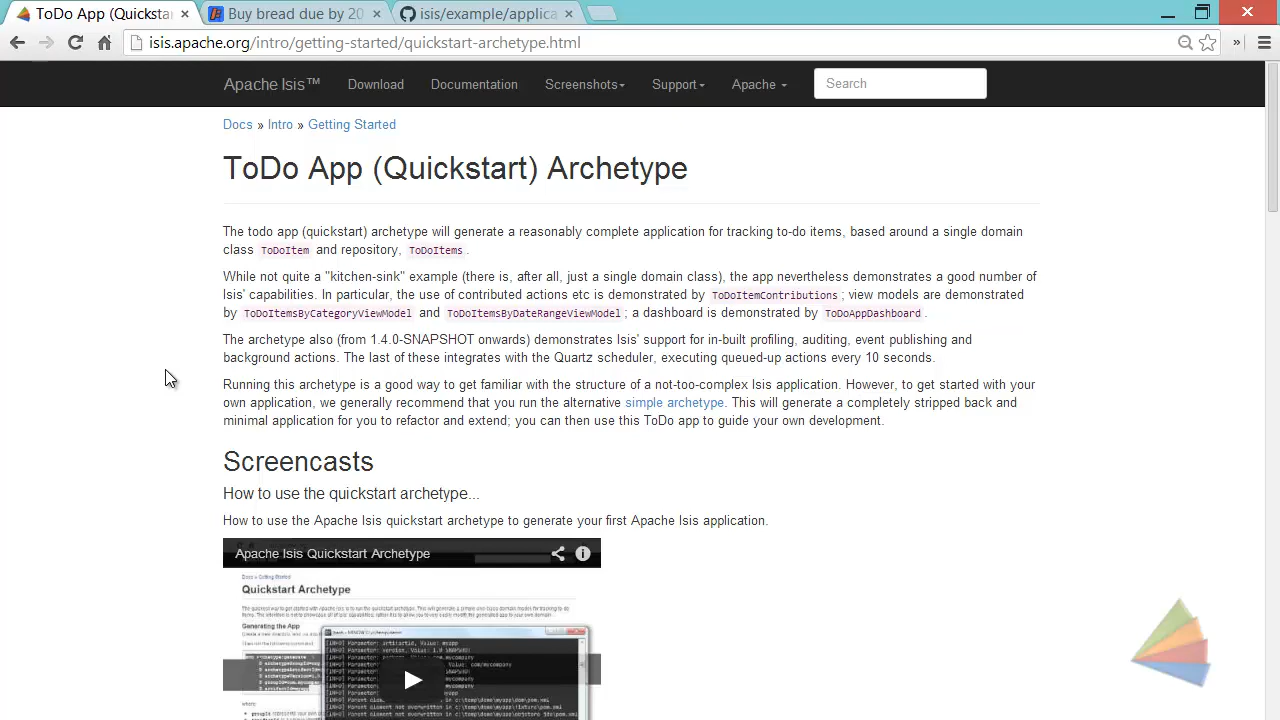 ToDo App (Quicksta
Buy bread due by 20
isis/example/applica
isis.apache.org/intro/getting-started/quickstart-archetype.html
Apache Isis™ Download Documentation Screenshots Support Apache Search
Docs » Intro » Getting Started
ToDo App (Quickstart) Archetype
The todo app (quickstart) archetype will generate a reasonably complete application for tracking to-do items, based around a single domain
class ToDoItem and repository, ToDoItems.
While not quite a "kitchen-sink" example (there is, after all, just a single domain class), the app nevertheless demonstrates a good number of
Isis' capabilities. In particular, the use of contributed actions etc is demonstrated by ToDoItemContributions; view models are demonstrated
by ToDoItemsByCategoryViewModel and ToDoItemsByDateRangeViewModel; a dashboard is demonstrated by ToDoAppDashboard.
The archetype also (from 1.4.0-SNAPSHOT onwards) demonstrates Isis' support for in-built profiling, auditing, event publishing and
background actions. The last of these integrates with the Quartz scheduler, executing queued-up actions every 10 seconds.
Running this archetype is a good way to get familiar with the structure of a not-too-complex Isis application. However, to get started with your
own application, we generally recommend that you run the alternative simple archetype. This will generate a completely stripped back and
minimal application for you to refactor and extend; you can then use this ToDo app to guide your own development.
Screencasts
How to use the quickstart archetype...
How to use the Apache Isis quickstart archetype to generate your first Apache Isis application.
Apache Isis Quickstart Archetype
Docs » Getting Started
Quickstart Archetype
Generating the App